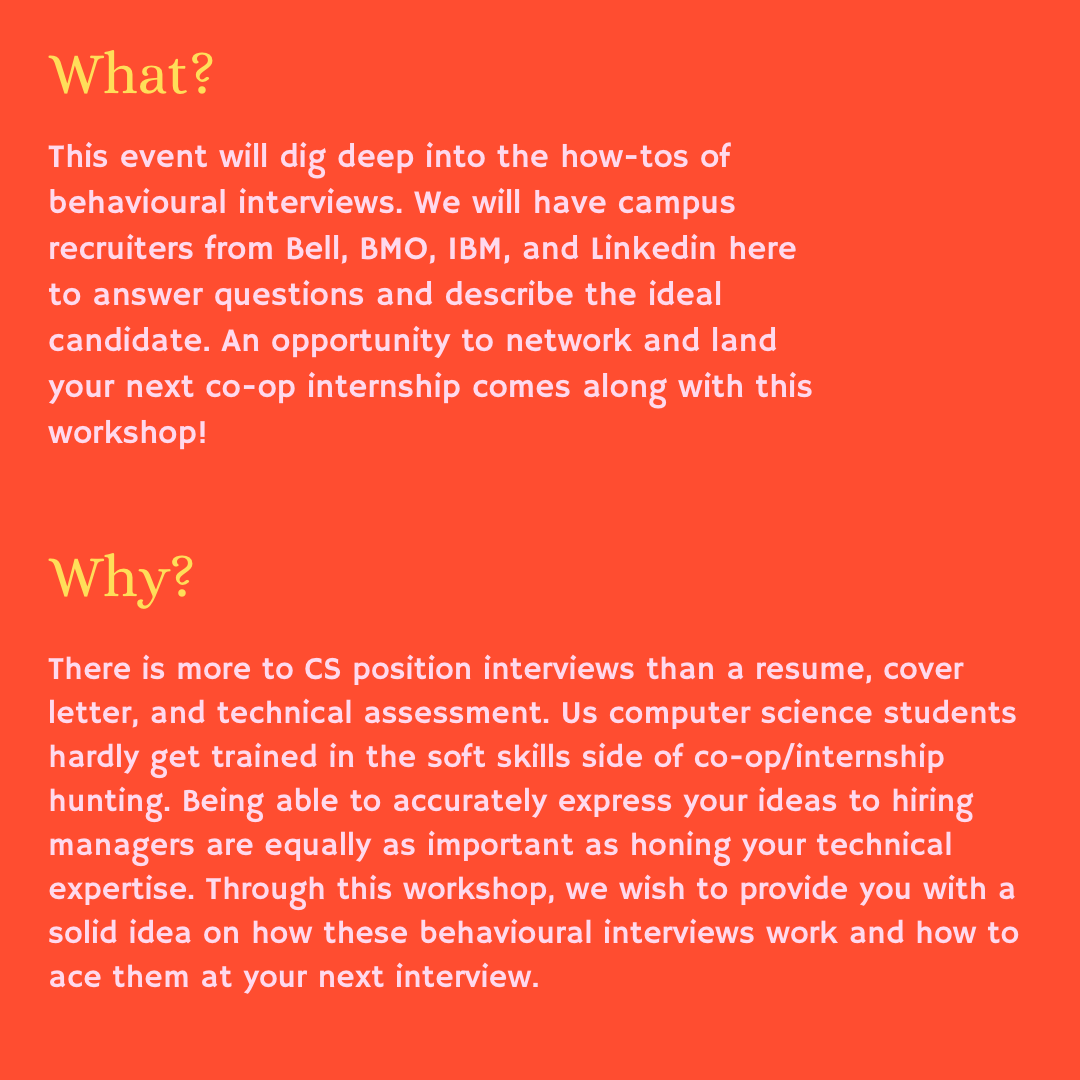 What?
This event will dig deep into the how-tos of
behavioural interviews. We will have campus
recruiters from Bell, BMO, IBM, and Linkedin here
to answer questions and describe the ideal
candidate. An opportunity to network and land
your next co-op internship comes along with this
workshop!
Why?
There is more to CS position interviews than a resume, cover
letter, and technical assessment. Us computer science students
hardly get trained in the soft skills side of co-op/internship
hunting. Being able to accurately express your ideas to hiring
managers are equally as important as honing your technical
expertise. Through this workshop, we wish to provide you with a
solid idea on how these behavioural interviews work and how to
ace them at your next interview.